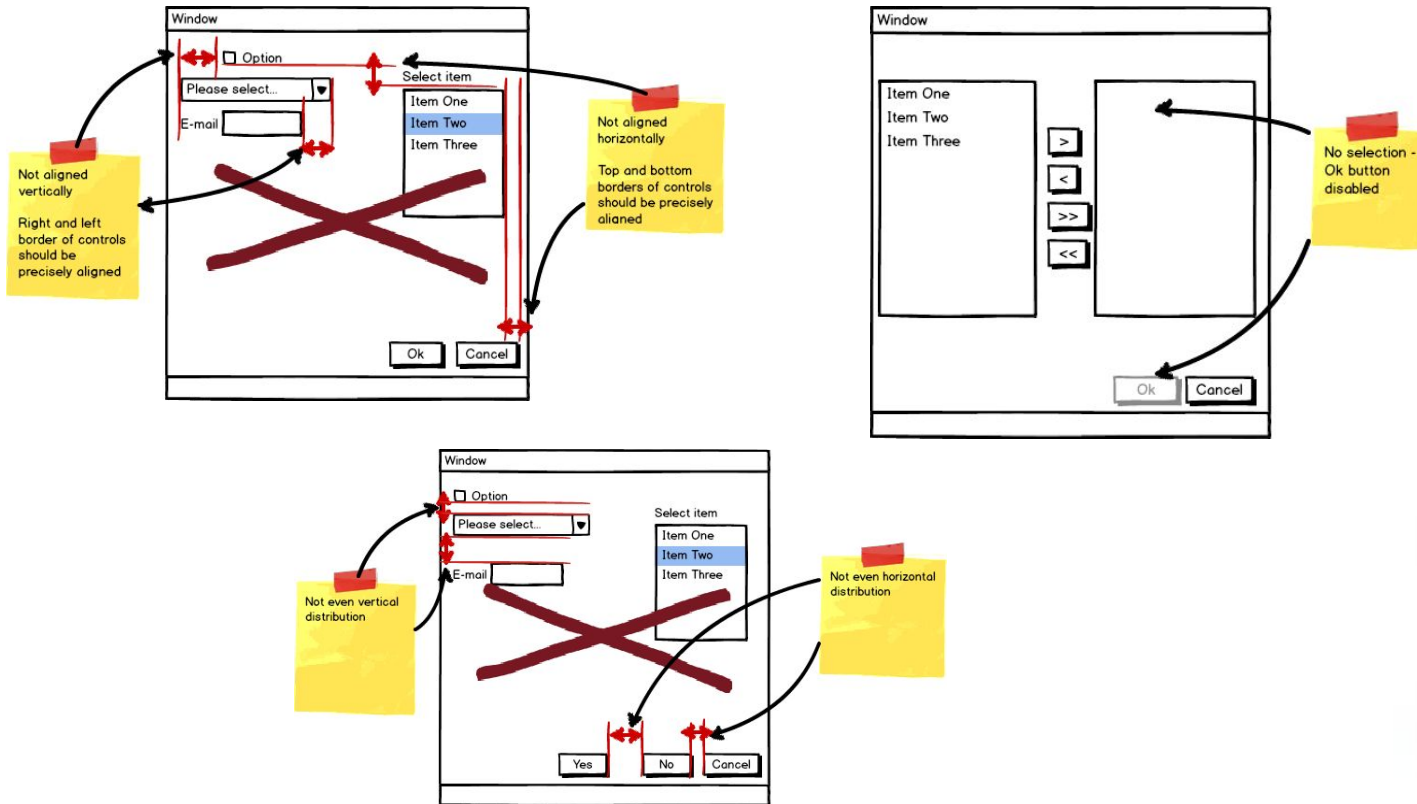 Window
Option
Please select...
E-mail
Select item
Item One
Item Two
Item Three
Ok
Cancel
Not aligned
vertically
Right and left
border of controls
should be
precisely aligned
Not aligned
horizontally
Top and bottom
borders of controls
should be precisely
aligned
Window
Item One
Item Two
Item Three
>
<
>>
<<
Ok
Cancel
No selection -
Ok button
disabled
Window
Option
Please select...
E-mail
Select item
Item One
Item Two
Item Three
Yes
No
Cancel
Not even vertical
distribution
Not even horizontal
distribution